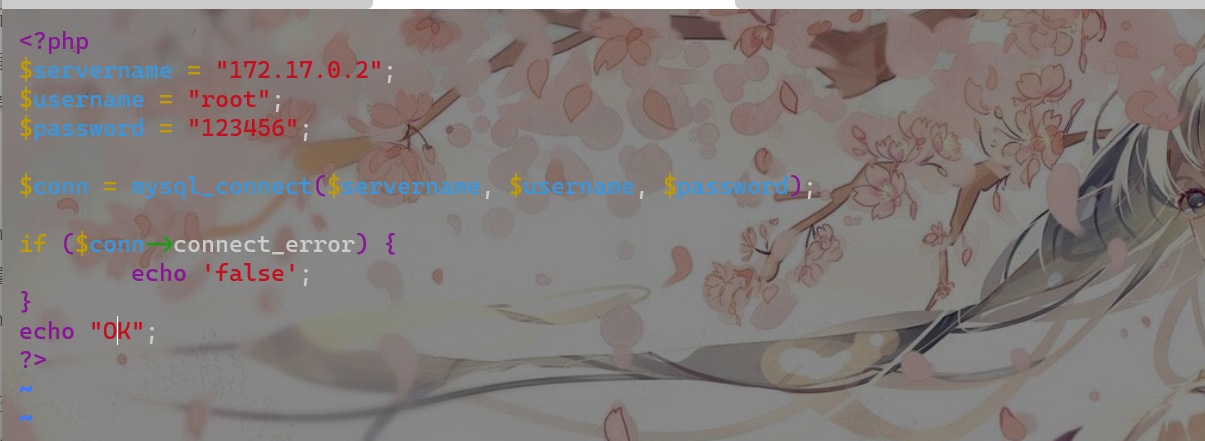 <?php
$servername = "172.17.0.2";
$username = "root";
$password = "123456";
$conn = mysql_connect($servername, $username, $password);
if ($conn->connect_error) {
        echo 'false';
}
echo "OK";
?>
~
~